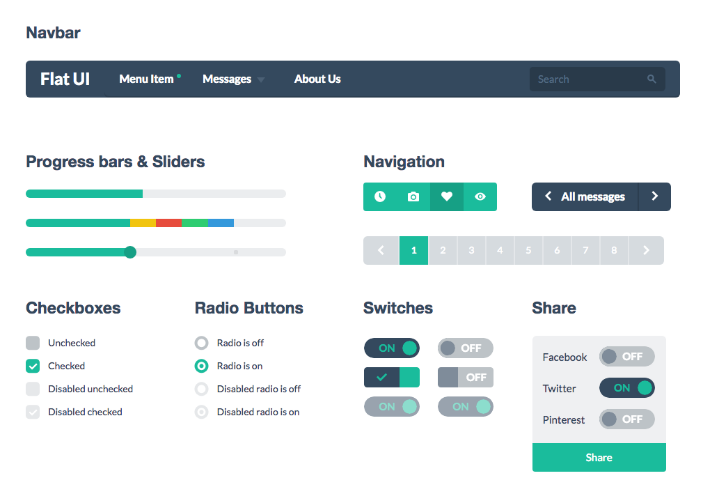 Navbar
Flat UI Menu Item Messages About Us Search
Progress bars & Sliders
Navigation
All messages
1 2 3 4 5 6 7 8
Checkboxes
Unchecked
Checked
Disabled unchecked
Disabled checked
Radio Buttons
Radio is off
Radio is on
Disabled radio is off
Disabled radio is on
Switches
ON OFF
OFF
ON ON
Share
Facebook OFF
Twitter ON
Pinterest OFF
Share